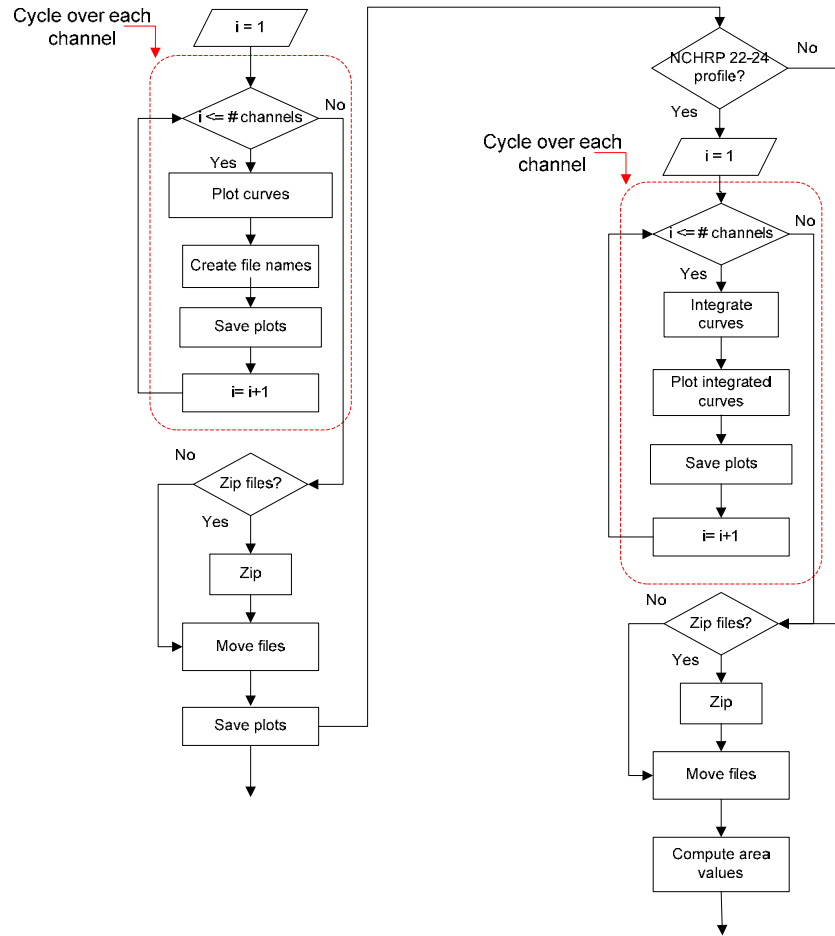 Cycle over each
channel
i = 1
i <= # channels
No
Yes
Plot curves
Create file names
Save plots
i= i+1
No
Zip files?
Yes
Zip
Move files
Save plots
NCHRP 22-24
profile?
No
Yes
i = 1
Cycle over each
channel
i <= # channels
No
Yes
Integrate
curves
Plot integrated
curves
Save plots
i= i+1
No
Zip files?
Yes
Zip
Move files
Compute area
values